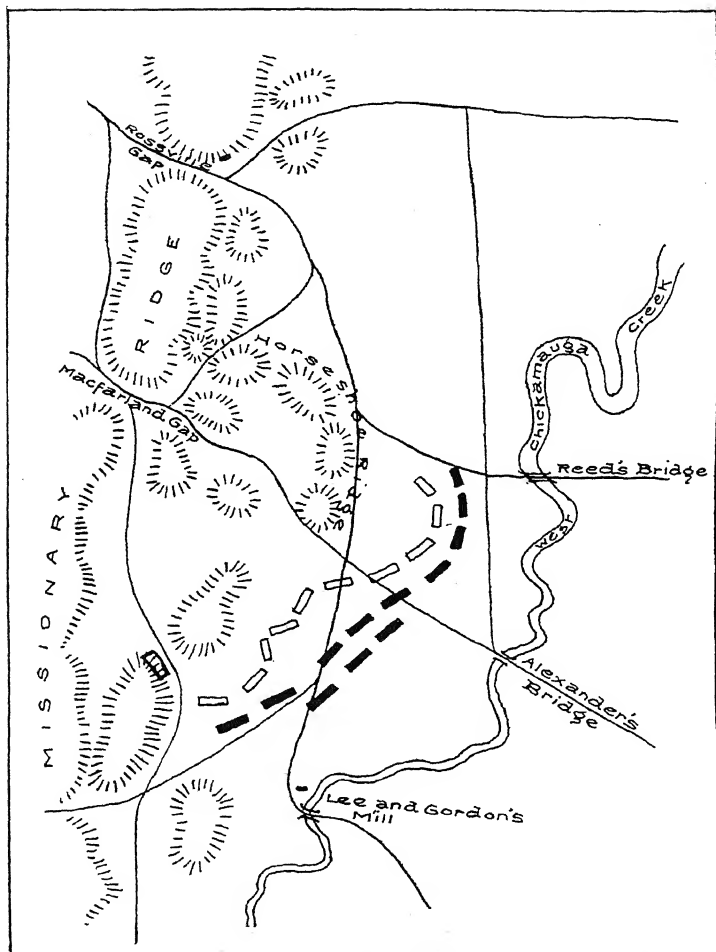 Rossville
Gap
MISSIONARY
RIDGE
Horseshoe Ridge
Macfarland Gap
West Chickamauga Creek
Reed's Bridge
Alexander's
Bridge
Lee and Gordon's
Mill